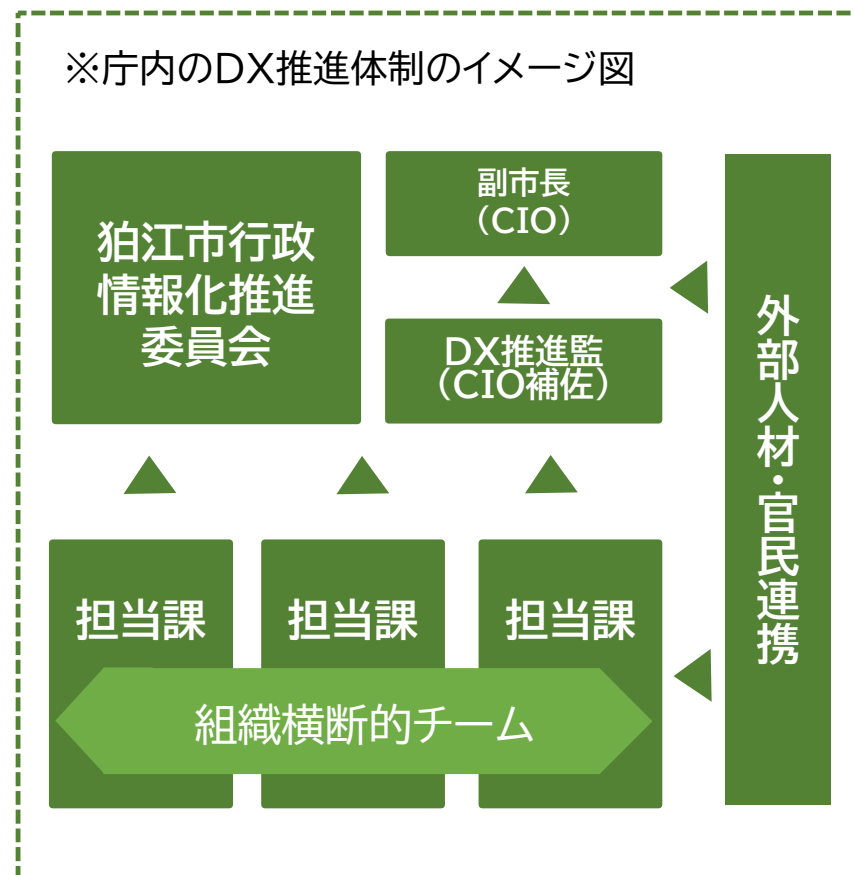 ※庁内のDX推進体制のイメージ図
狛江市行政
情報化推進
委員会
副市長
（CIO）
DX推進監
（CIO補佐）
外部人材・官民連携
担当課
担当課
担当課
組織横断的チーム